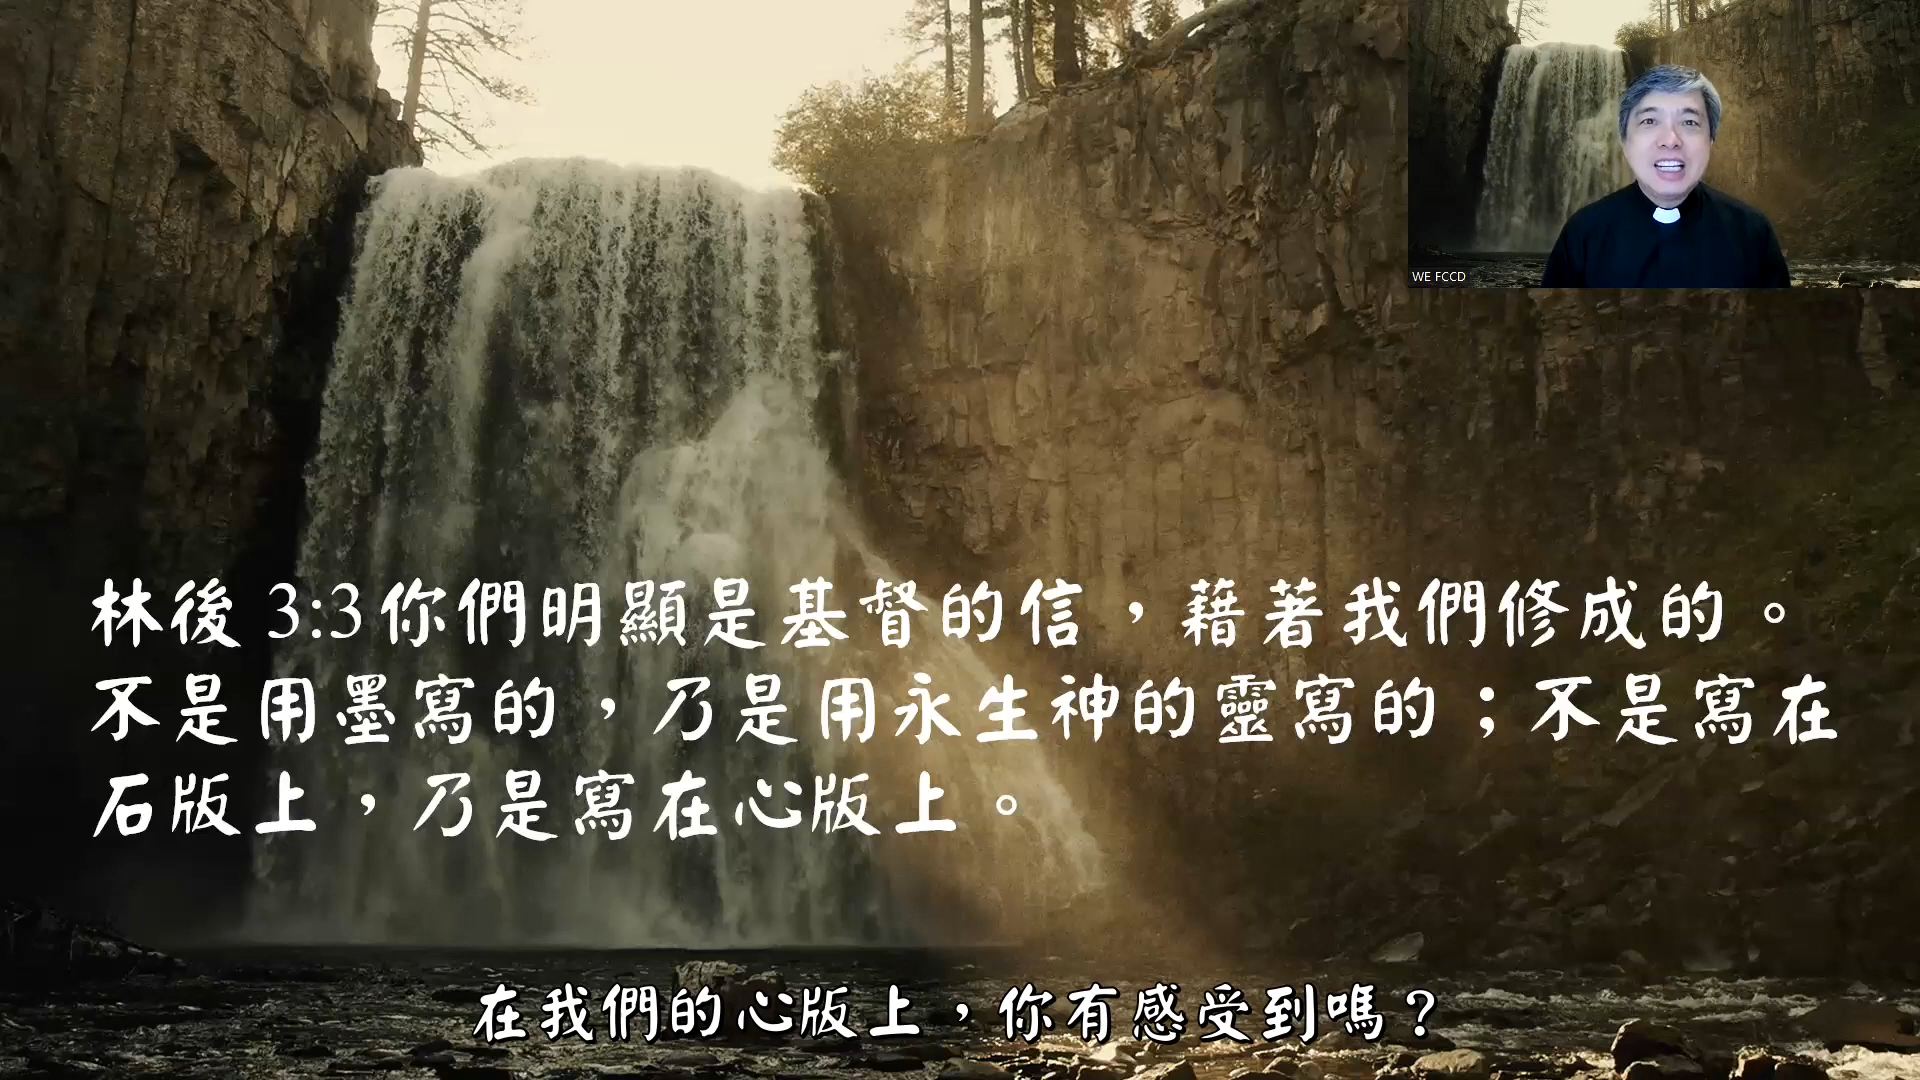 WE FCCD
林後 3:3 你們明顯是基督的信，藉著我們修成的。
不是用墨寫的，乃是用永生神的靈寫的；不是寫在
石版上，乃是寫在心版上。
在我們的心版上，你有感受到嗎？